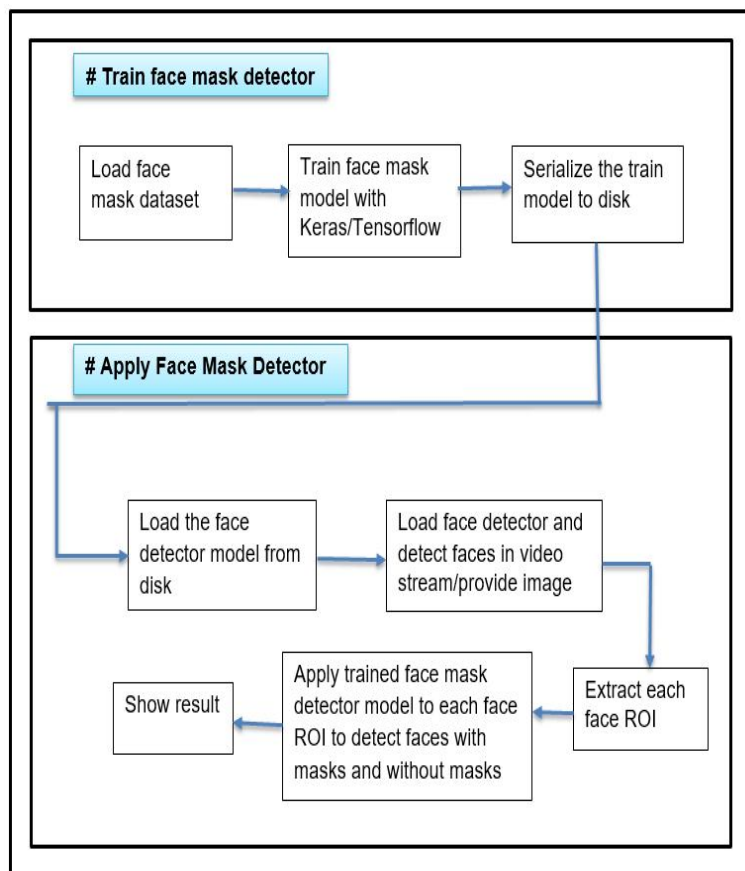 # Train face mask detector
Load face
mask dataset
Train face mask
model with
Keras/Tensorflow
Serialize the train
model to disk
# Apply Face Mask Detector
Load the face
detector model from
disk
Load face detector and
detect faces in video
stream/provide image
Extract each
face ROI
Apply trained face mask
detector model to each face
ROI to detect faces with
masks and without masks
Show result